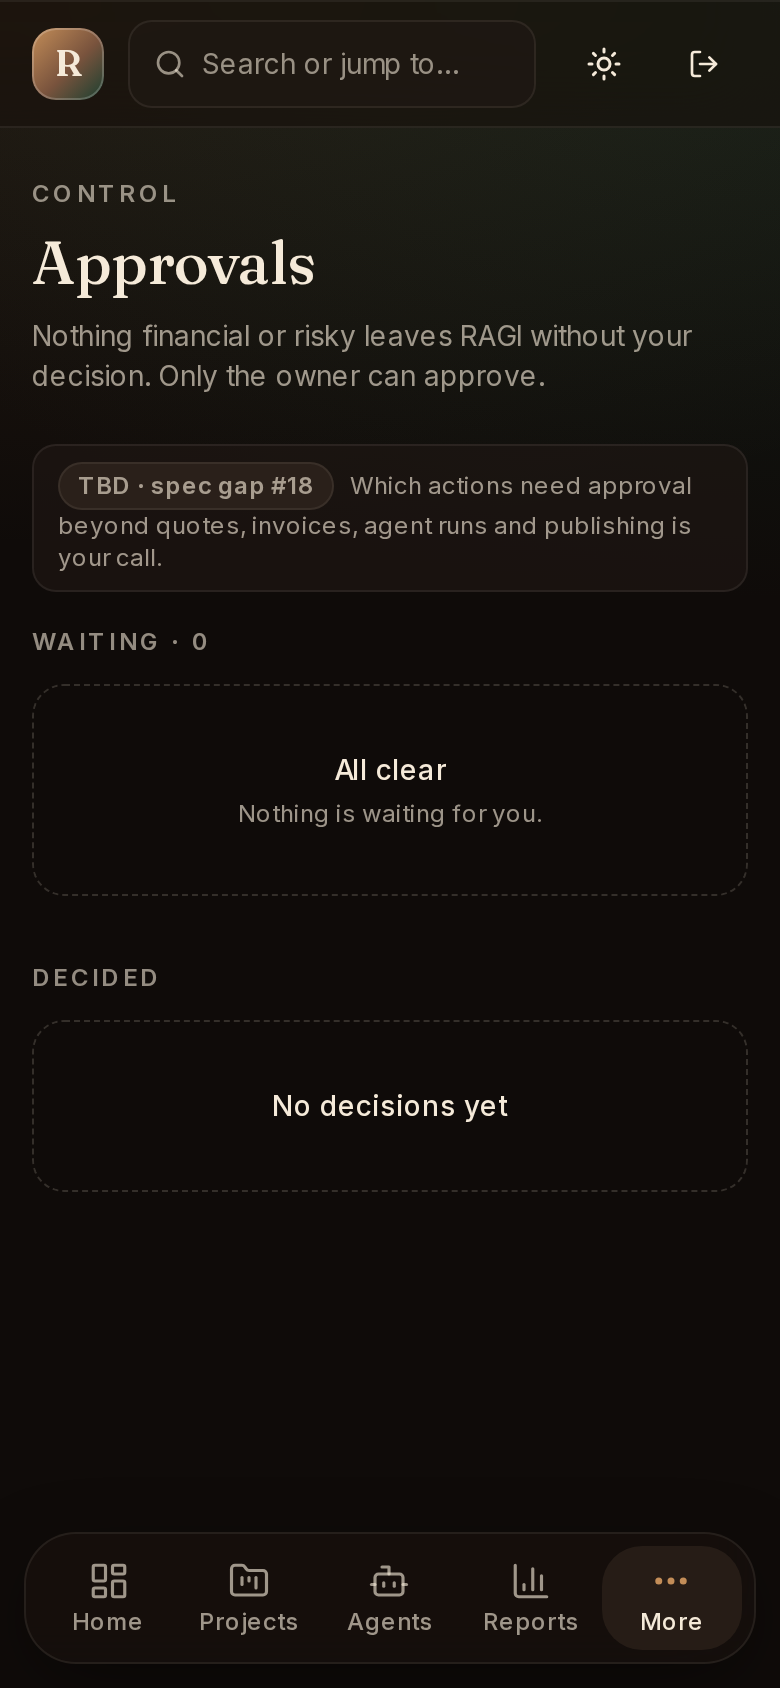 R
Search or jump to...
CONTROL
Approvals
Nothing financial or risky leaves RAGI without your
decision. Only the owner can approve.
TBD · spec gap #18 Which actions need approval
beyond quotes, invoices, agent runs and publishing is
your call.
WAITING · 0
All clear
Nothing is waiting for you.
DECIDED
No decisions yet
Home Projects Agents Reports More